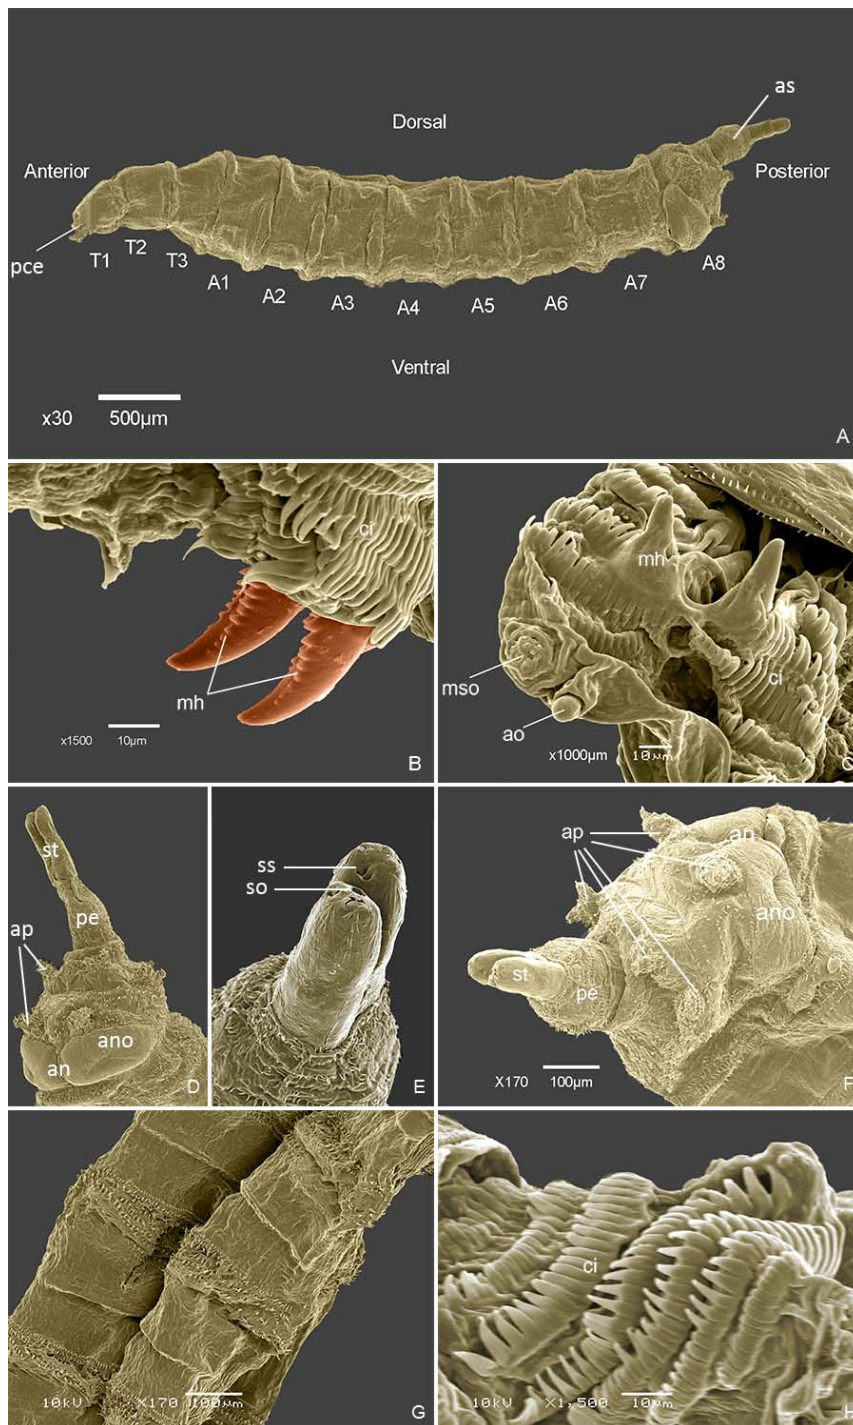 as
Dorsal
Anterior
Posterior
pce
T1
T2
T3
A1
A2
A3
A4
A5
A6
A7
A8
Ventral
x30
500µm
A
ci
mh
x1500
10µm
B
mh
mso
ao
ci
x1000µm
10µm
C
st
pe
ap
ano
an
D
ss
so
E
ap
an
ano
st
pe
X170
100µm
F
10kV
X170
100µm
G
ci
10kV
X1,500
10µm
H